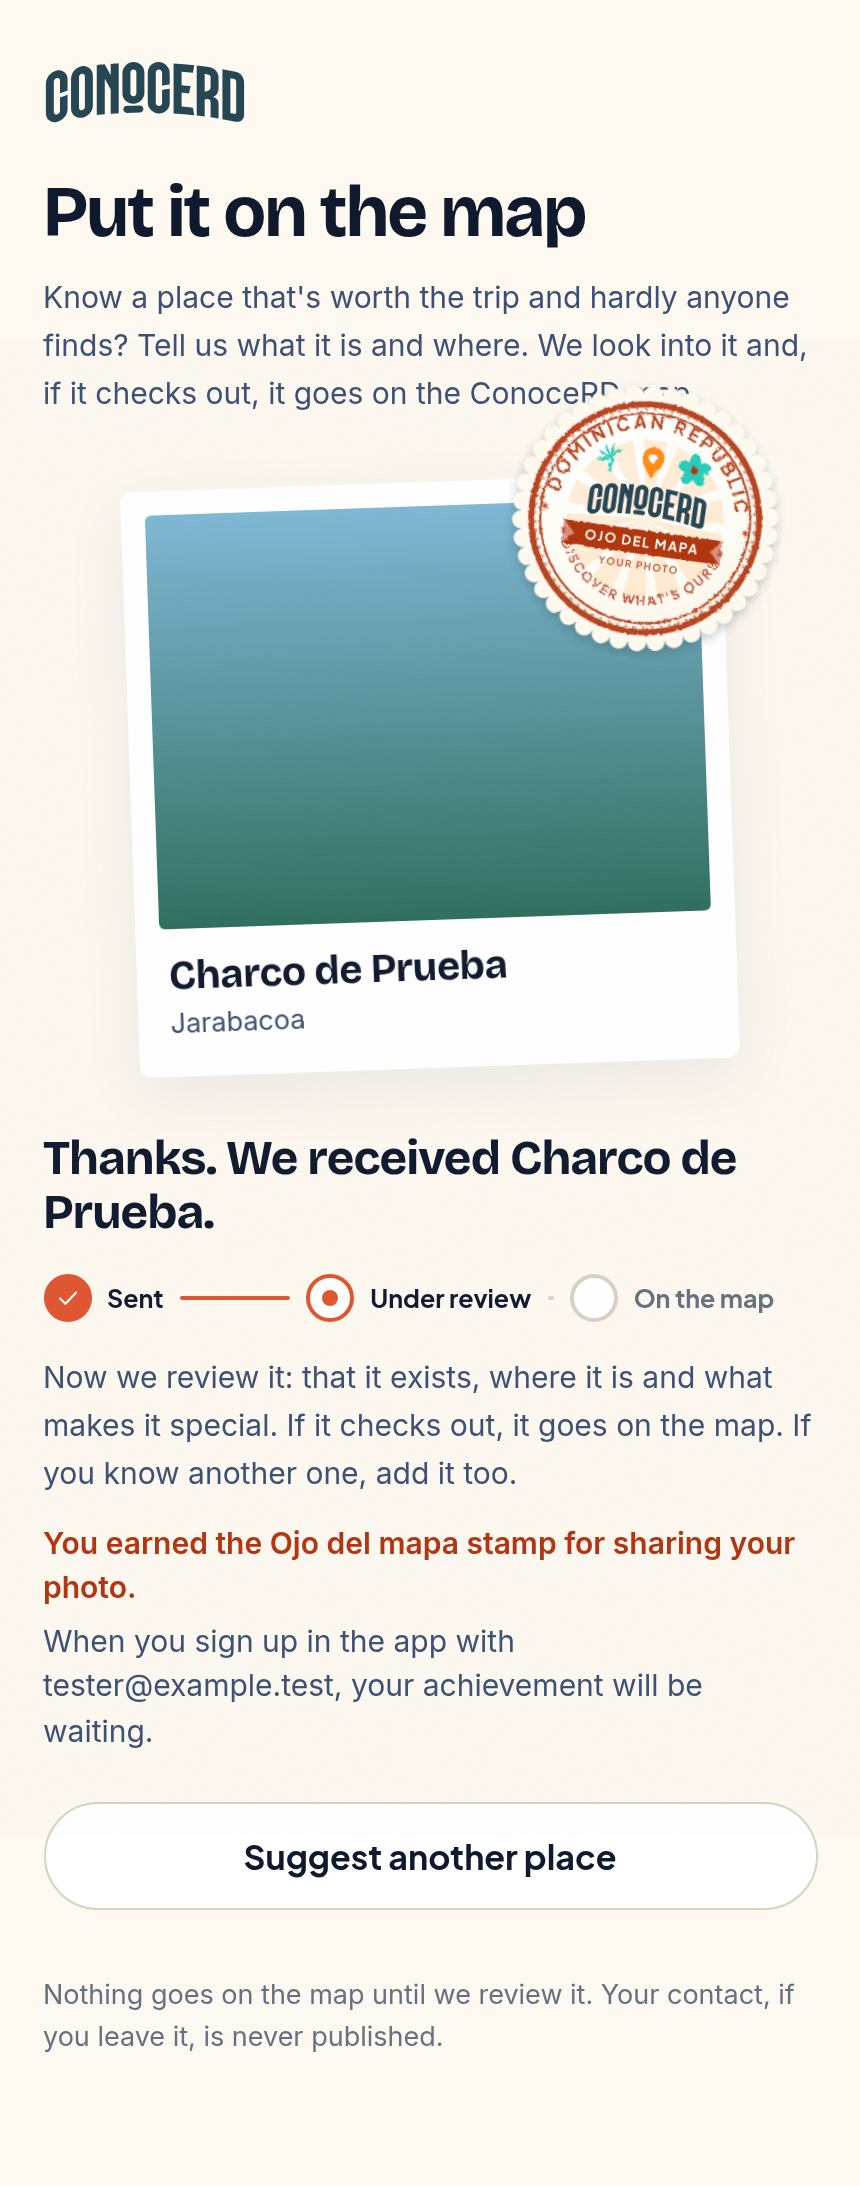 CONOCERD
Put it on the map
Know a place that's worth the trip and hardly anyone
finds? Tell us what it is and where. We look into it and,
if it checks out, it goes on the ConoceRD
DOMINICAN REPUBLIC
CONOCERD
OJO DEL MAPA
YOUR PHOTO
DISCOVER WHAT'S OURS
Charco de Prueba
Jarabacoa
Thanks. We received Charco de
Prueba.
Sent
Under review
On the map
Now we review it: that it exists, where it is and what
makes it special. If it checks out, it goes on the map. If
you know another one, add it too.
You earned the Ojo del mapa stamp for sharing your
photo.
When you sign up in the app with
tester@example.test, your achievement will be
waiting.
Suggest another place
Nothing goes on the map until we review it. Your contact, if
you leave it, is never published.